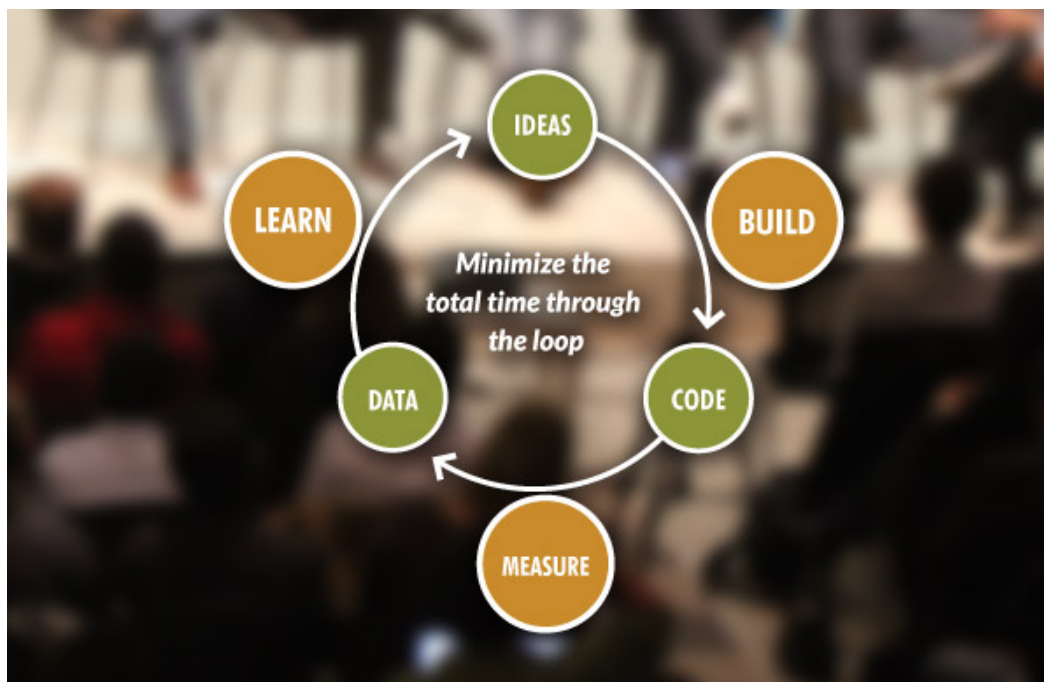 IDEAS
LEARN
BUILD
Minimize the
total time through
the loop
DATA
CODE
MEASURE